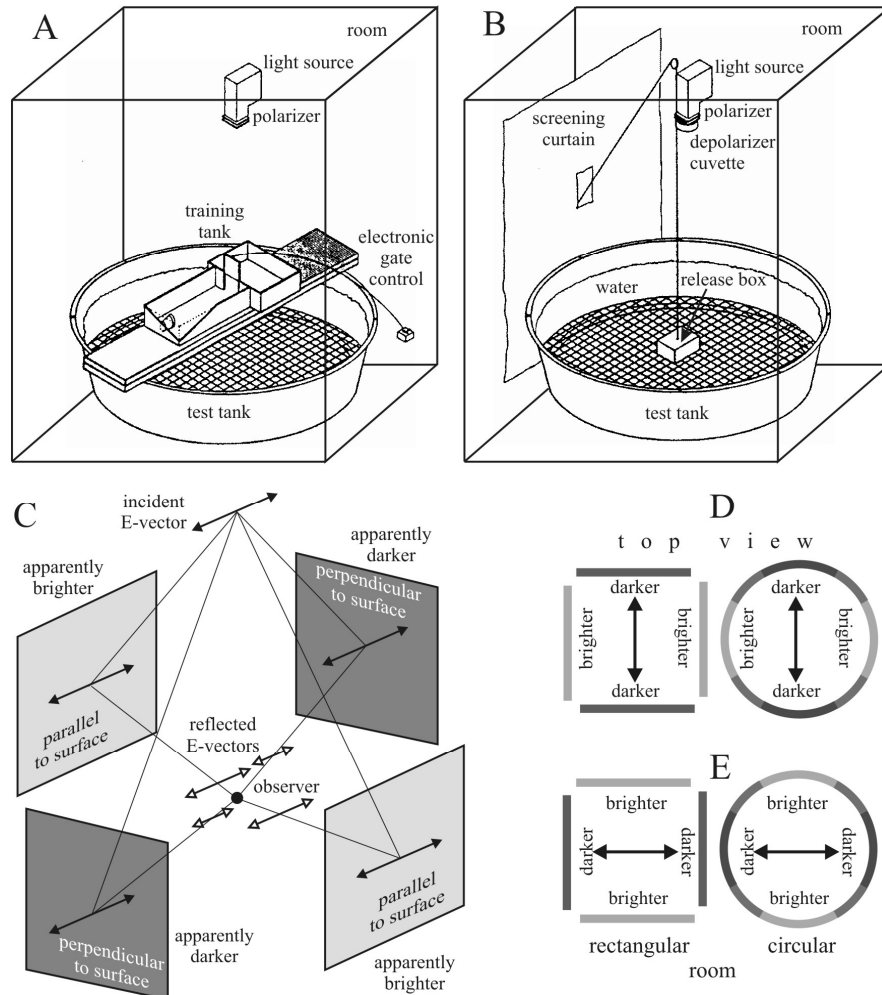 A
room
light source
polarizer
training
tank
electronic
gate
control
test tank
B
room
light source
polarizer
depolarizer
cuvette
screening
curtain
water
release box
test tank
C
incident
E-vector
apparently
brighter
apparently
darker
perpendicular
to surface
parallel
to surface
reflected
E-vectors
observer
perpendicular
to surface
apparently
darker
parallel
to surface
apparently
brighter
D
top view
darker
brighter
brighter
darker
darker
brighter
brighter
darker
E
brighter
darker
darker
brighter
brighter
darker
darker
brighter
rectangular
circular
room